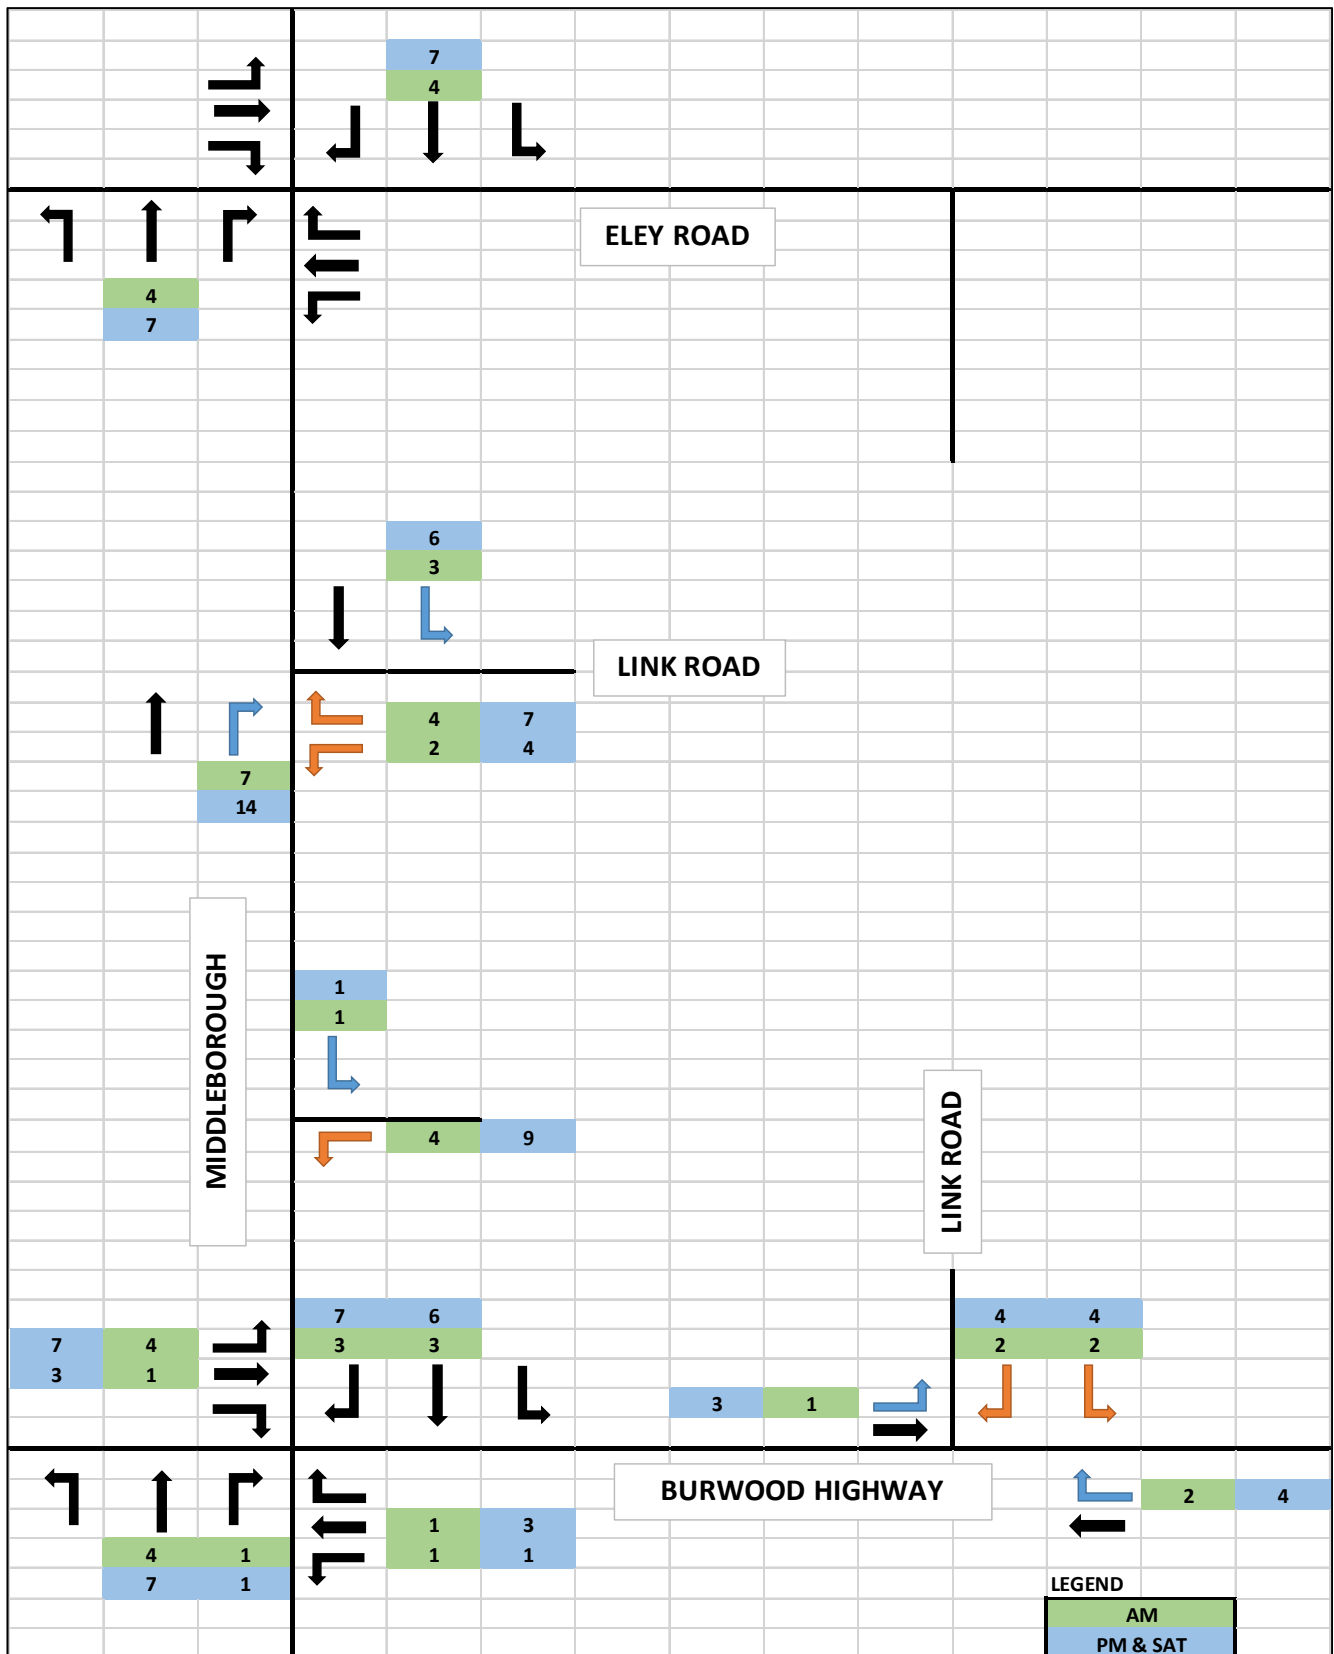 7
4
ELEY ROAD
4
7
6
3
LINK ROAD
4 7
2 4
7
14
MIDDLEBOROUGH
1
1
4 9
LINK ROAD
7 6 4 4
7 4 3 3 2 2
3 1
3 1
BURWOOD HIGHWAY
2 4
1 3
4 1 1 1
7 1
LEGEND
AM
PM & SAT